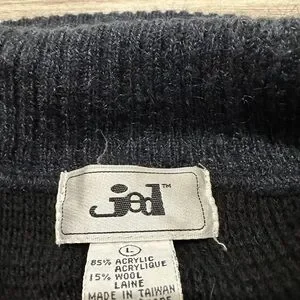 jed™
L
85% ACRYLIC
ACRYLIQUE
15% WOOL
LAINE
MADE IN TAIWAN